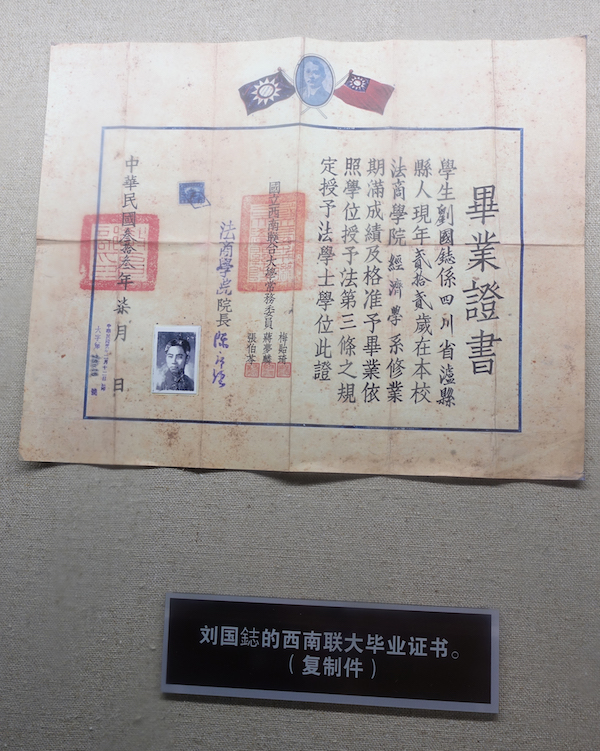 畢業證書
學生劉國鋕係四川省瀘縣
縣人現年貳拾貳歲在本校
法商學院經濟學系修業
期滿成績及格准予畢業依
照學位授予法第三條之規
定授予法學士學位此證
國立西南聯合大學常務委員
梅貽琦
蔣夢麟
張伯苓
法商學院院長
中華民國叁拾叁年柒月 日
刘国鋕的西南联大毕业证书。
（复制件）